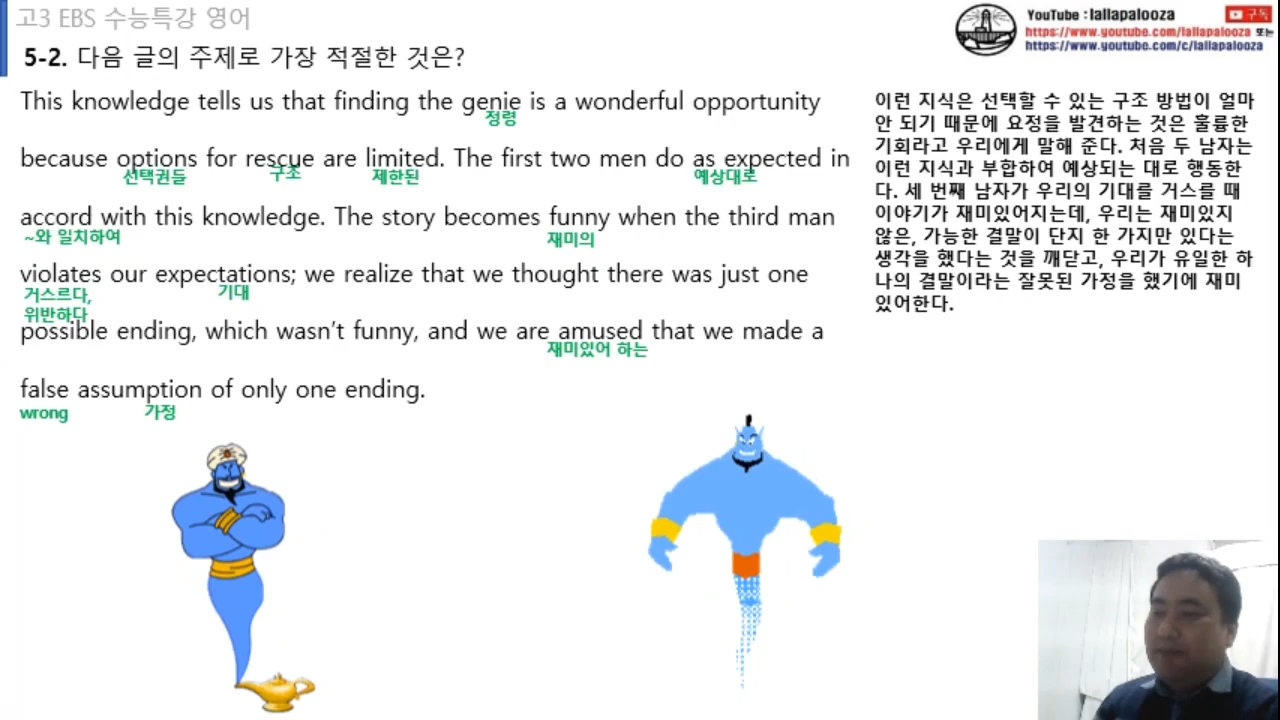 고3 EBS 수능특강 영어
YouTube : lallapalooza
구독
https://www.youtube.com/lallapalooza 또는
https://www.youtube.com/c/lallapalooza
5-2. 다음 글의 주제로 가장 적절한 것은?
This knowledge tells us that finding the genie is a wonderful opportunity
정령
because options for rescue are limited. The first two men do as expected in
선택권들 구조 제한된 예상대로
accord with this knowledge. The story becomes funny when the third man
~와 일치하여 재미의
violates our expectations; we realize that we thought there was just one
거스르다, 기대
위반하다
possible ending, which wasn't funny, and we are amused that we made a
재미있어 하는
false assumption of only one ending.
wrong 가정
이런 지식은 선택할 수 있는 구조 방법이 얼마
안 되기 때문에 요정을 발견하는 것은 훌륭한
기회라고 우리에게 말해 준다. 처음 두 남자는
이런 지식과 부합하여 예상되는 대로 행동한
다. 세 번째 남자가 우리의 기대를 거스를 때
이야기가 재미있어지는데, 우리는 재미있지
않은, 가능한 결말이 단지 한 가지만 있다는
생각을 했다는 것을 깨닫고, 우리가 유일한 하
나의 결말이라는 잘못된 가정을 했기에 재미
있어한다.